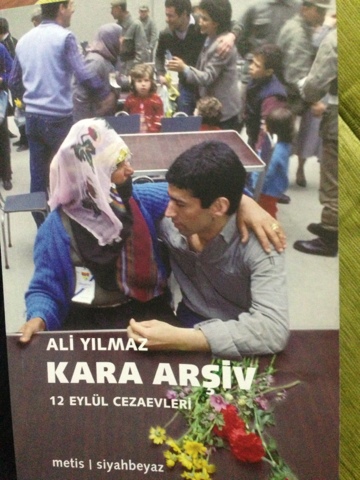 ALİ YILMAZ
KARA ARŞİV
12 EYLÜL CEZAEVLERİ
metis | siyahbeyaz